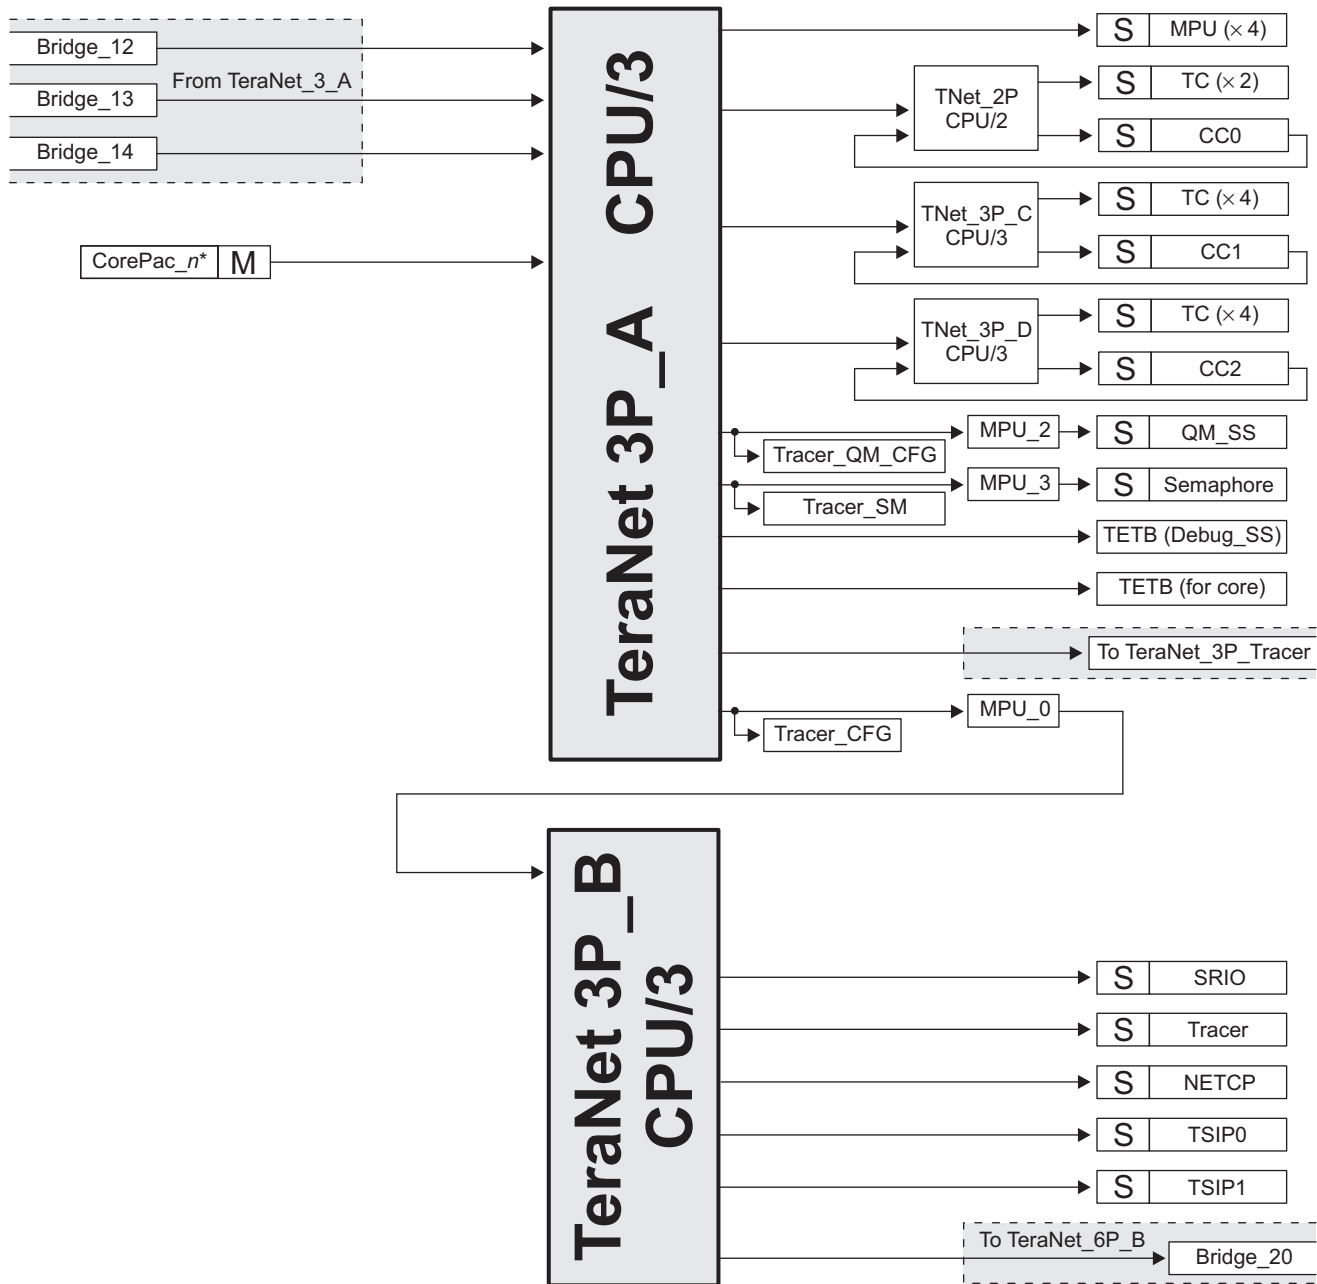 Bridge_12
From TeraNet_3_A
Bridge_13
Bridge_14
CorePac_n* M
TeraNet 3P_A CPU/3
S MPU (× 4)
TNet_2P
CPU/2
S TC (× 2)
S CC0
TNet_3P_C
CPU/3
S TC (× 4)
S CC1
TNet_3P_D
CPU/3
S TC (× 4)
S CC2
MPU_2 S QM_SS
Tracer_QM_CFG
MPU_3 S Semaphore
Tracer_SM
TETB (Debug_SS)
TETB (for core)
To TeraNet_3P_Tracer
MPU_0
Tracer_CFG
TeraNet 3P_B
CPU/3
S SRIO
S Tracer
S NETCP
S TSIP0
S TSIP1
To TeraNet_6P_B
Bridge_20